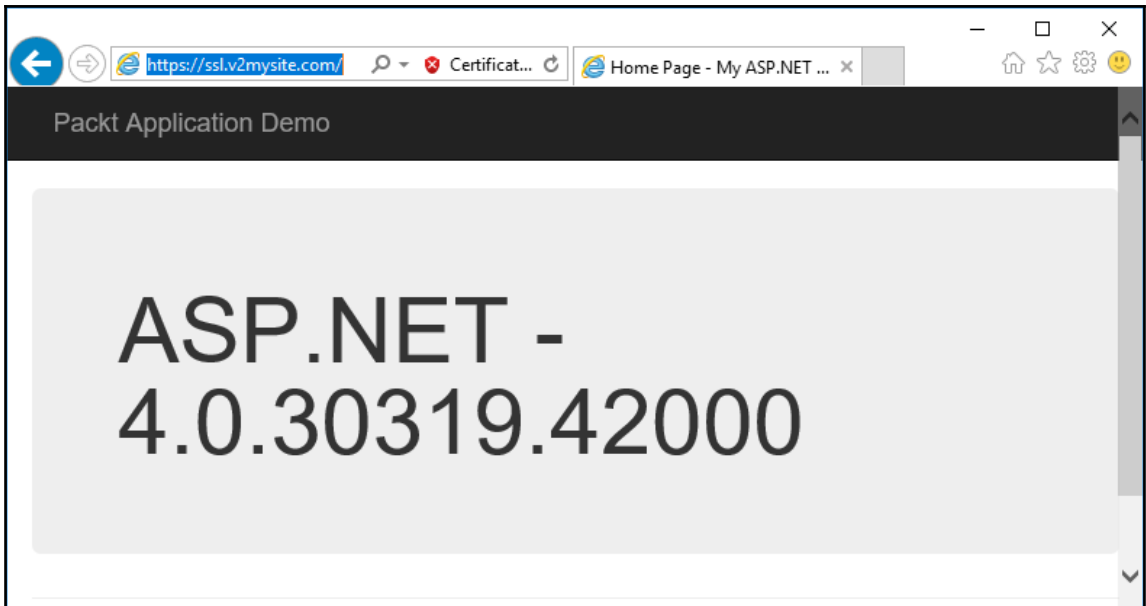 https://ssl.v2mysite.com/
Certificat...
Home Page - My ASP.NET ...
Packt Application Demo
ASP.NET -
4.0.30319.42000